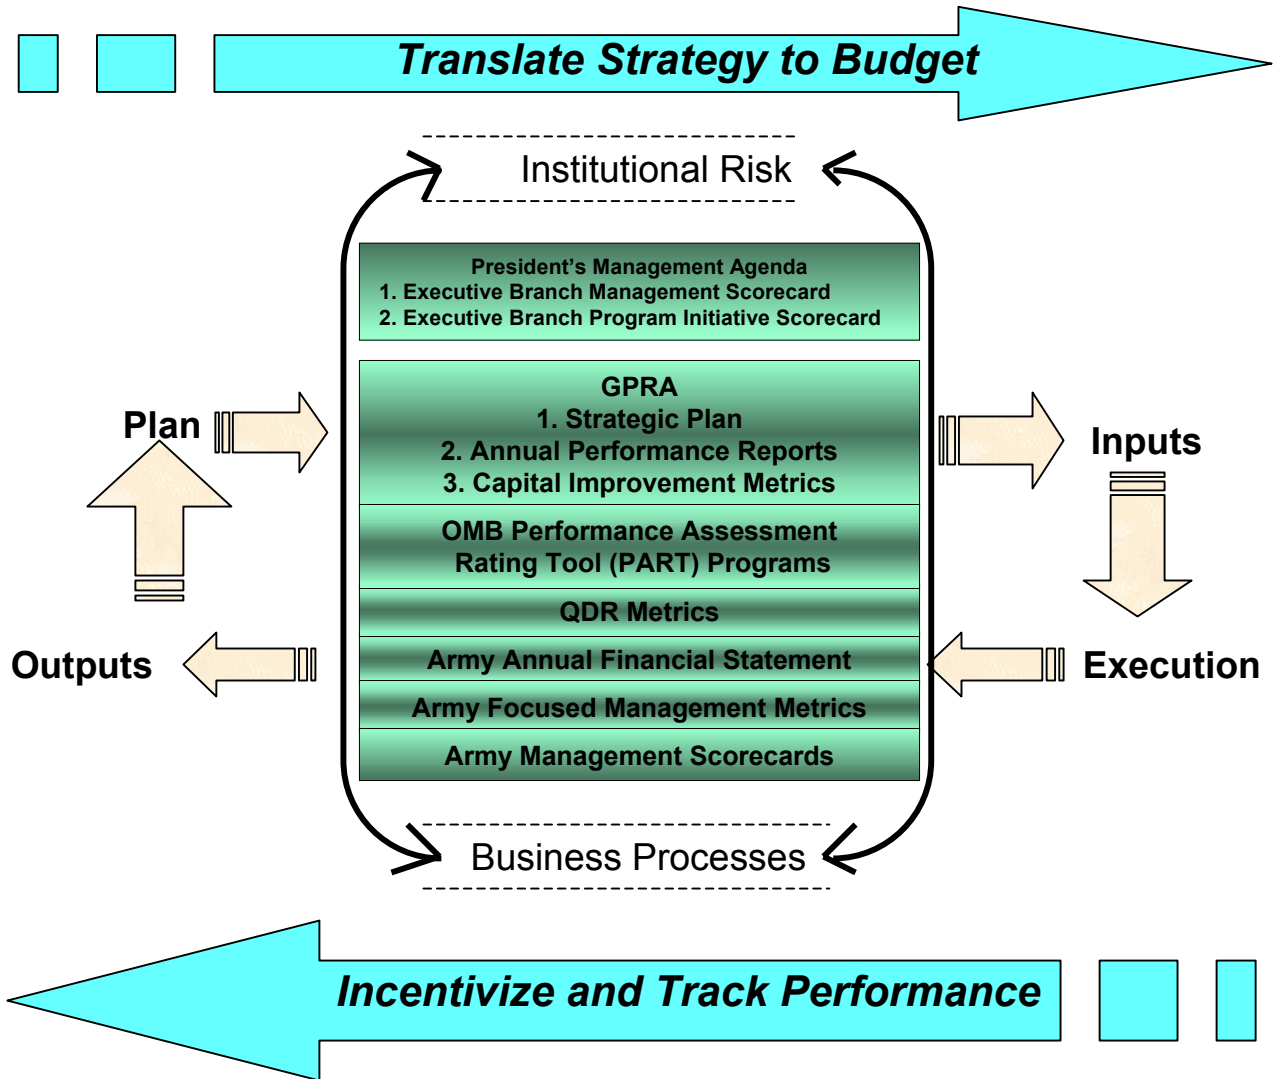 Translate Strategy to Budget
Institutional Risk
President's Management Agenda
1. Executive Branch Management Scorecard
2. Executive Branch Program Initiative Scorecard
GPRA
1. Strategic Plan
2. Annual Performance Reports
3. Capital Improvement Metrics
Plan
Inputs
OMB Performance Assessment
Rating Tool (PART) Programs
QDR Metrics
Army Annual Financial Statement
Outputs
Execution
Army Focused Management Metrics
Army Management Scorecards
Business Processes
Incentivize and Track Performance